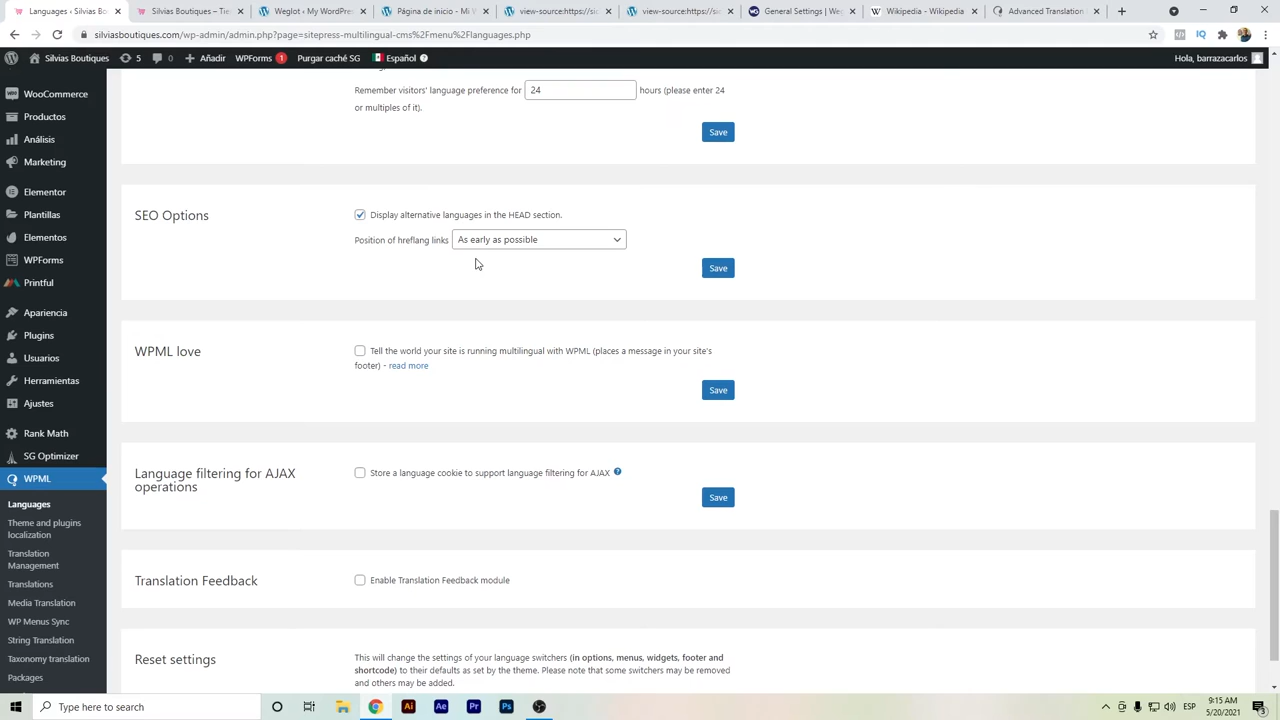 Languages ‹ Silvias Bo
Silvias Boutiques – Tie
Weglot ‹ My WordPres
Página de inicio - Mi W
view-source:https://si
view-source:https://si
General Settings | Weg
Wikipedia - Wikipedia
Advanced Translation
silviasboutiques.com/wp-admin/admin.php?page=sitepress-multilingual-cms%2Fmenu%2Flanguages.php
Silvias Boutiques
5
0
Añadir
WPForms 1
Purgar caché SG
Español
Hola, barrazacarlos
WooCommerce
Productos
Análisis
Marketing
Elementor
Plantillas
Elementos
WPForms
Printful
Apariencia
Plugins
Usuarios
Herramientas
Ajustes
Rank Math
SG Optimizer
WPML
Languages
Theme and plugins
localization
Translation
Management
Translations
Media Translation
WP Menus Sync
String Translation
Taxonomy translation
Packages
Remember visitors' language preference for 24 hours (please enter 24
or multiples of it).
Save
SEO Options
Display alternative languages in the HEAD section.
Position of hreflang links As early as possible
Save
WPML love
Tell the world your site is running multilingual with WPML (places a message in your site's
footer) - read more
Save
Language filtering for AJAX
operations
Store a language cookie to support language filtering for AJAX
Save
Translation Feedback
Enable Translation Feedback module
Reset settings
This will change the settings of your language switchers (in options, menus, widgets, footer and
shortcode) to their defaults as set by the theme. Please note that some switchers may be removed
and others may be added.
Type here to search
Ai
Ae
Pr
Ps
ESP
9:15 AM
5/20/2021
3